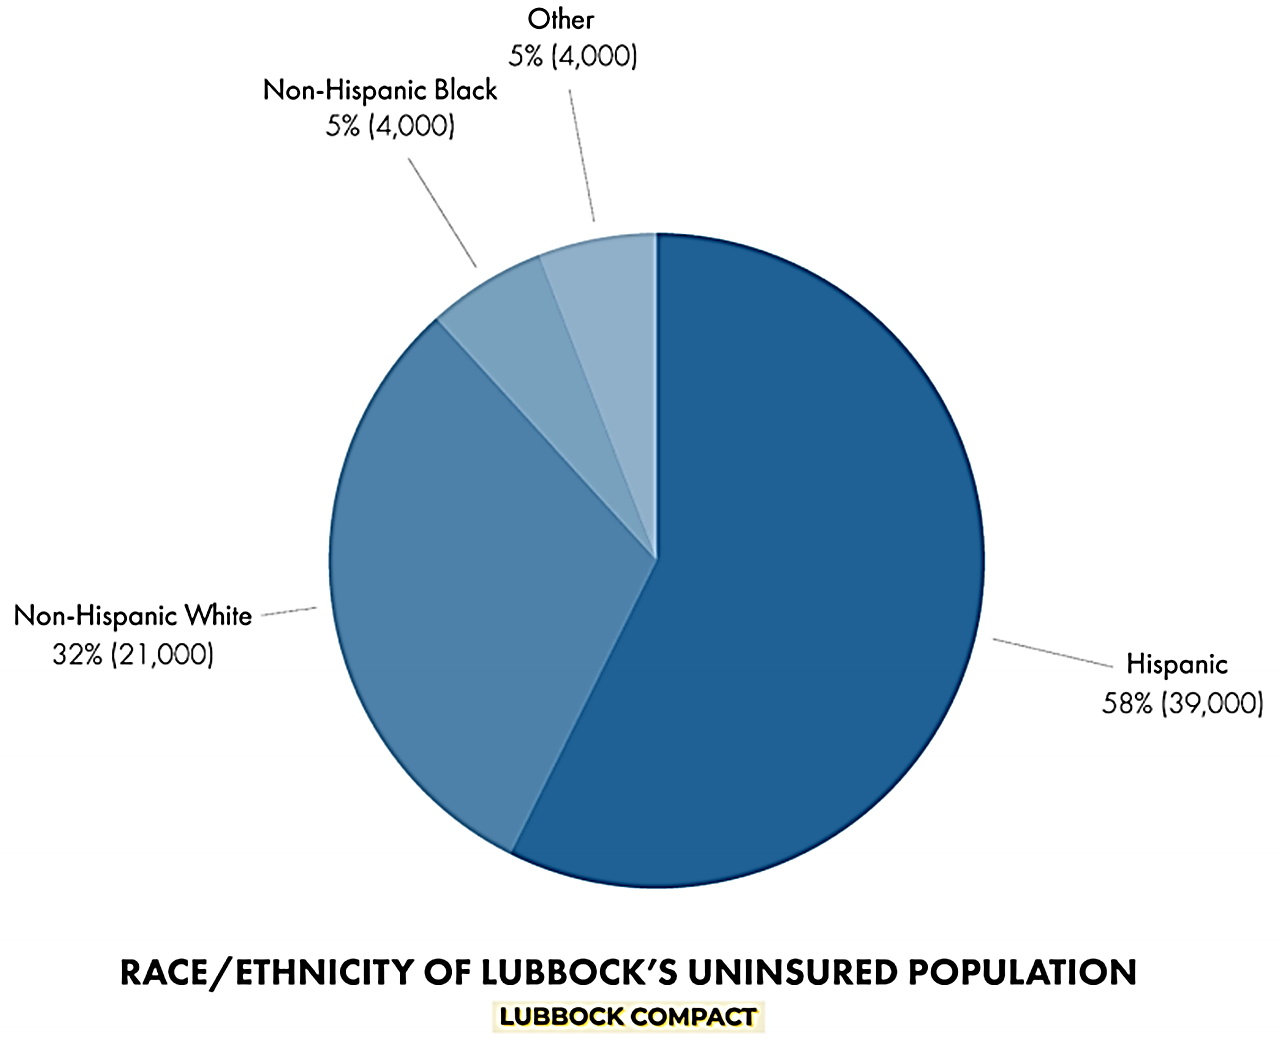 Other
5% (4,000)
Non-Hispanic Black
5% (4,000)
Non-Hispanic White
32% (21,000)
Hispanic
58% (39,000)
RACE/ETHNICITY OF LUBBOCK'S UNINSURED POPULATION
LUBBOCK COMPACT